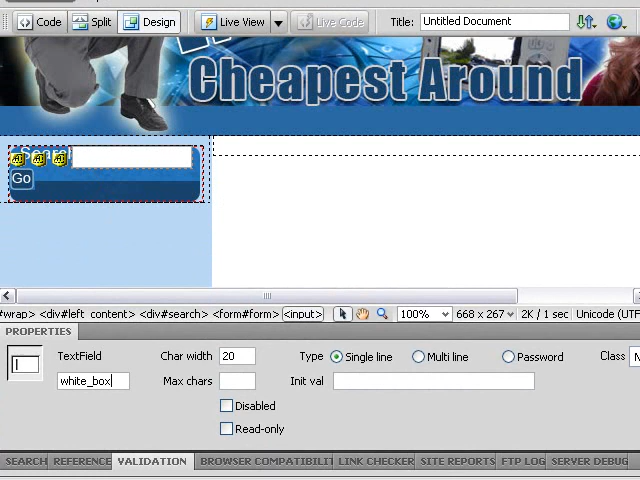 Code Split Design Live View Live Code Title: Untitled Document
Cheapest Around
Search
Go
#wrap> <div#left_content> <div#search> <form#form> <input> 100% 668 x 267 2K / 1 sec Unicode (UTF
PROPERTIES
TextField Char width 20 Type Single line Multi line Password Class N
white_box Max chars Init val
Disabled
Read-only
SEARCH REFERENCE VALIDATION BROWSER COMPATIBILIT LINK CHECKER SITE REPORTS FTP LOG SERVER DEBUG